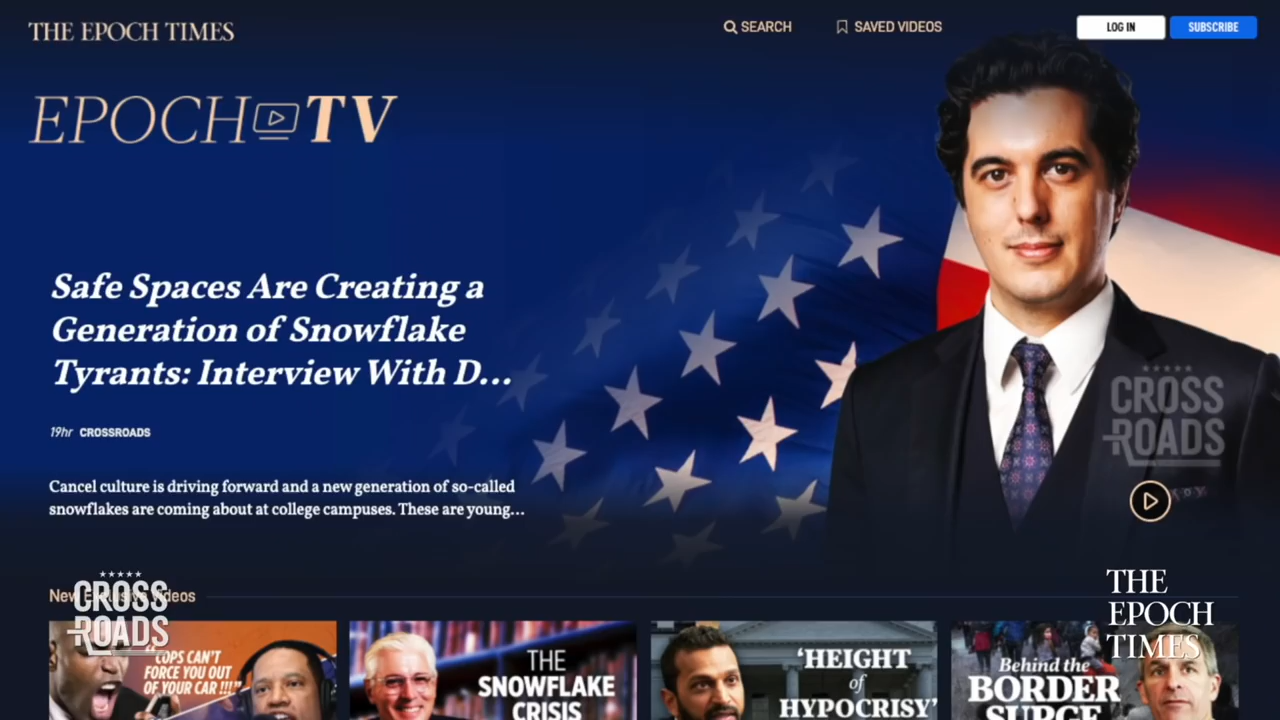 THE EPOCH TIMES
SEARCH
SAVED VIDEOS
LOG IN
SUBSCRIBE
EPOCH TV
Safe Spaces Are Creating a
Generation of Snowflake
Tyrants: Interview With D...
19hr CROSSROADS
CROSS
ROADS
Cancel culture is driving forward and a new generation of so-called
snowflakes are coming about at college campuses. These are young...
New Exclusive Videos
CROSS
ROADS
THE
EPOCH
TIMES
"COPS CAN'T
FORCE YOU OUT
OF YOUR CAR !!!"
THE
SNOWFLAKE
CRISIS
'HEIGHT
of
HYPOCRISY'
Behind the
BORDER
SURGE